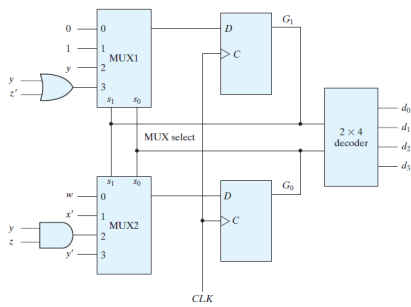 0 0 D G₁
1 1
MUX1
y 2 C
y
z' 3
s₁ s₀
d₀
2 × 4 d₁
MUX select decoder
d₂
d₃
s₁ s₀ G₀
w 0 D
x' 1
MUX2 C
y
z 2
y' 3
CLK